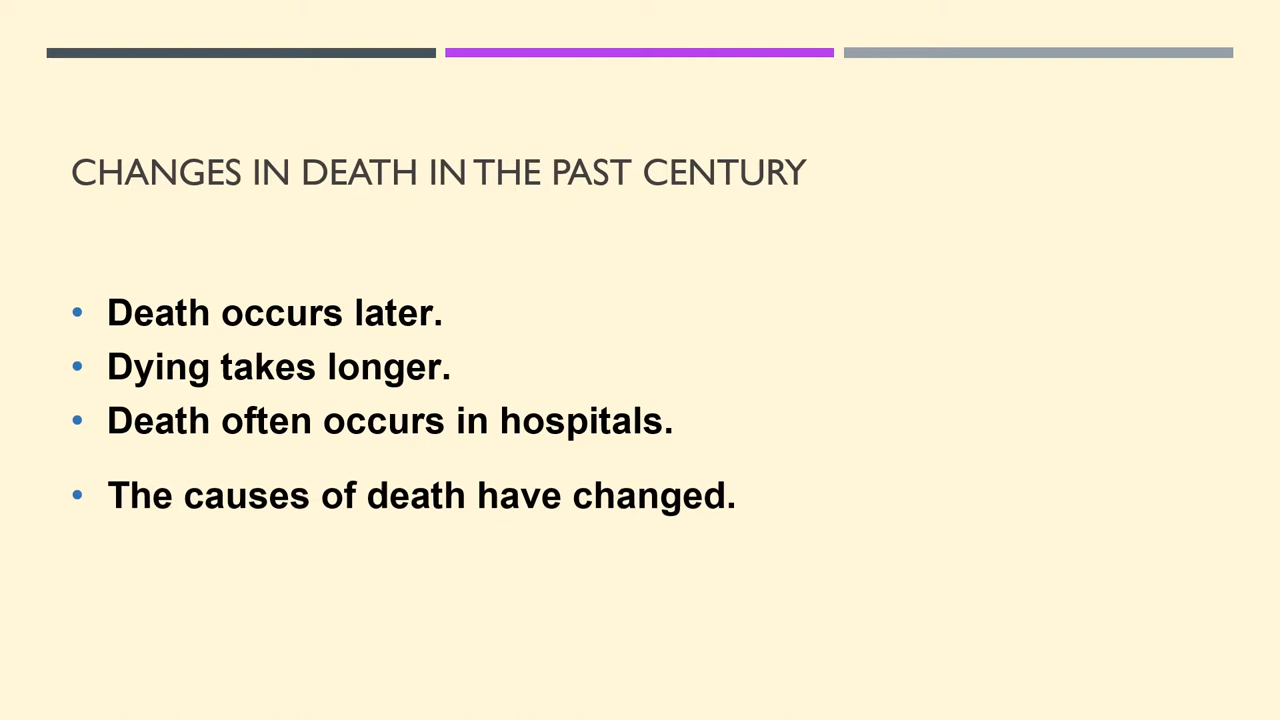 CHANGES IN DEATH IN THE PAST CENTURY
• Death occurs later.
• Dying takes longer.
• Death often occurs in hospitals.
• The causes of death have changed.